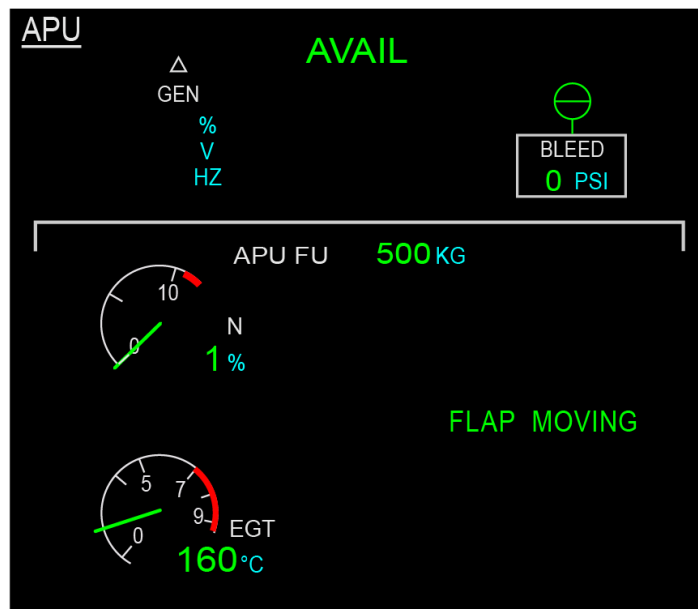 APU
AVAIL
GEN
%
V
HZ
BLEED
0 PSI
APU FU 500 KG
10
0
N
1 %
FLAP MOVING
5
7
9
0
EGT
160 °C